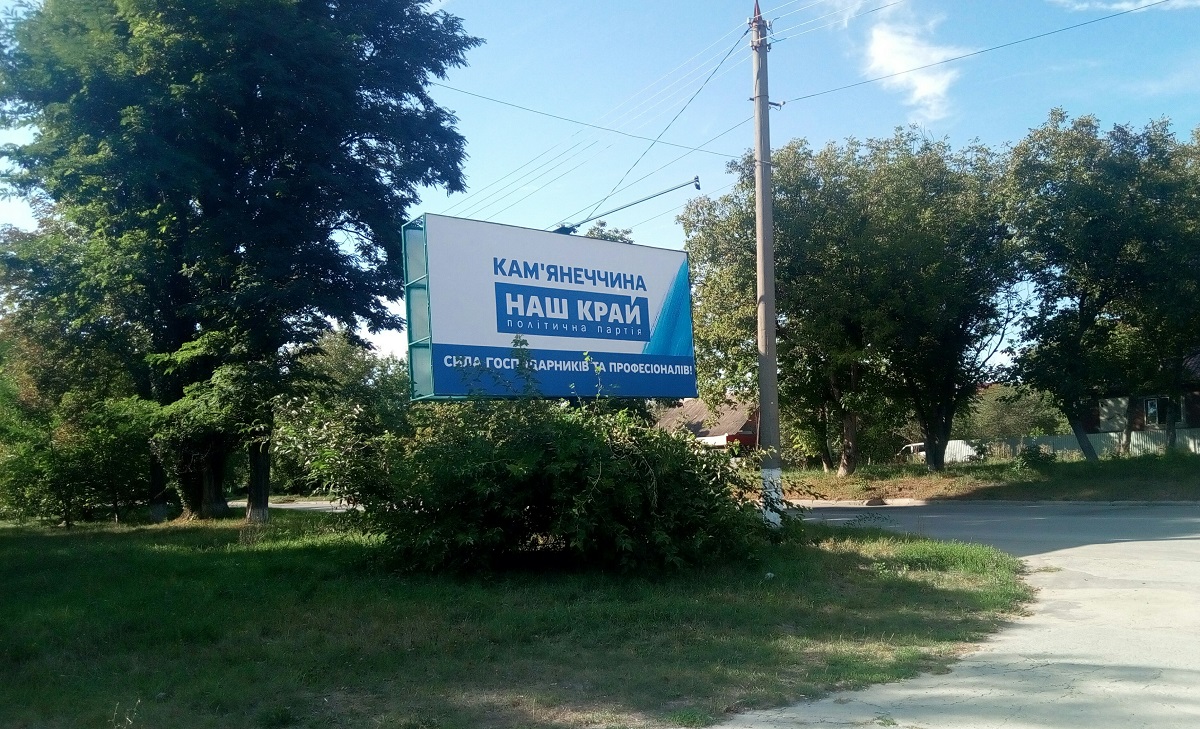 КАМ'ЯНЕЧЧИНА
НАШ КРАЙ
політична партія
СИЛА ГОСПОДАРНИКІВ ТА ПРОФЕСІОНАЛІВ!